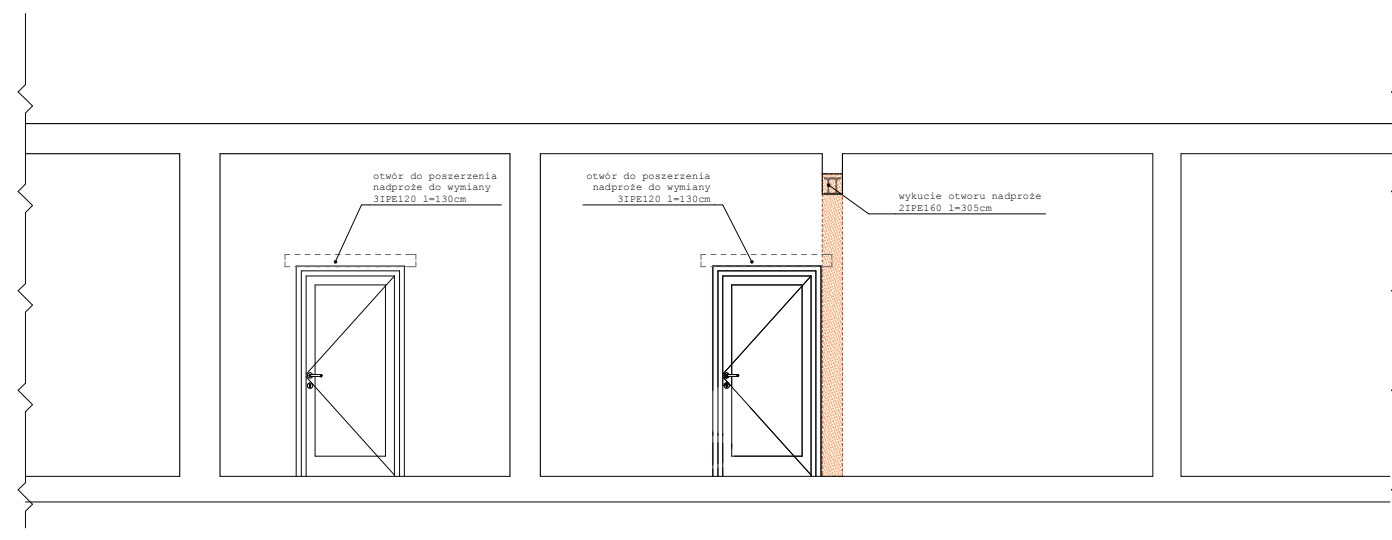 otwór do poszerzenia
nadproże do wymiany
3IPE120 l=130cm
otwór do poszerzenia
nadproże do wymiany
3IPE120 l=130cm
wykucie otworu nadproże
2IPE160 l=305cm